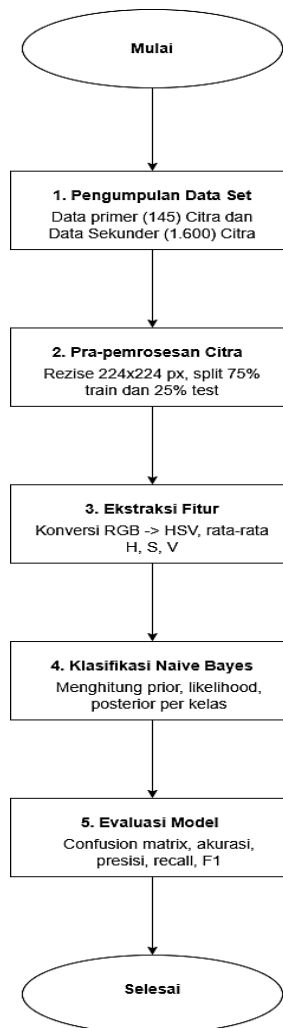 Mulai
1. Pengumpulan Data Set
Data primer (145) Citra dan
Data Sekunder (1.600) Citra
2. Pra-pemrosesan Citra
Rezise 224x224 px, split 75%
train dan 25% test
3. Ekstraksi Fitur
Konversi RGB -> HSV, rata-rata
H, S, V
4. Klasifikasi Naive Bayes
Menghitung prior, likelihood,
posterior per kelas
5. Evaluasi Model
Confusion matrix, akurasi,
presisi, recall, F1
Selesai